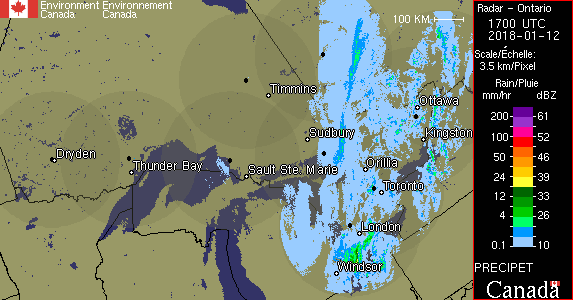 Environment Environnement
Canada Canada
100 KM
Timmins
Ottawa
Sudbury
Kingston
Dryden
Thunder Bay
Sault Ste. Marie
Orillia
Toronto
London
Windsor
Radar - Ontario
1700 UTC
2018-01-12
Scale/Échelle:
3.5 km/Pixel
Rain/Pluie
mm/hr dBZ
200 61
100 52
50 46
24 39
12 33
4 26
0.1 10
PRECIPET
Canada